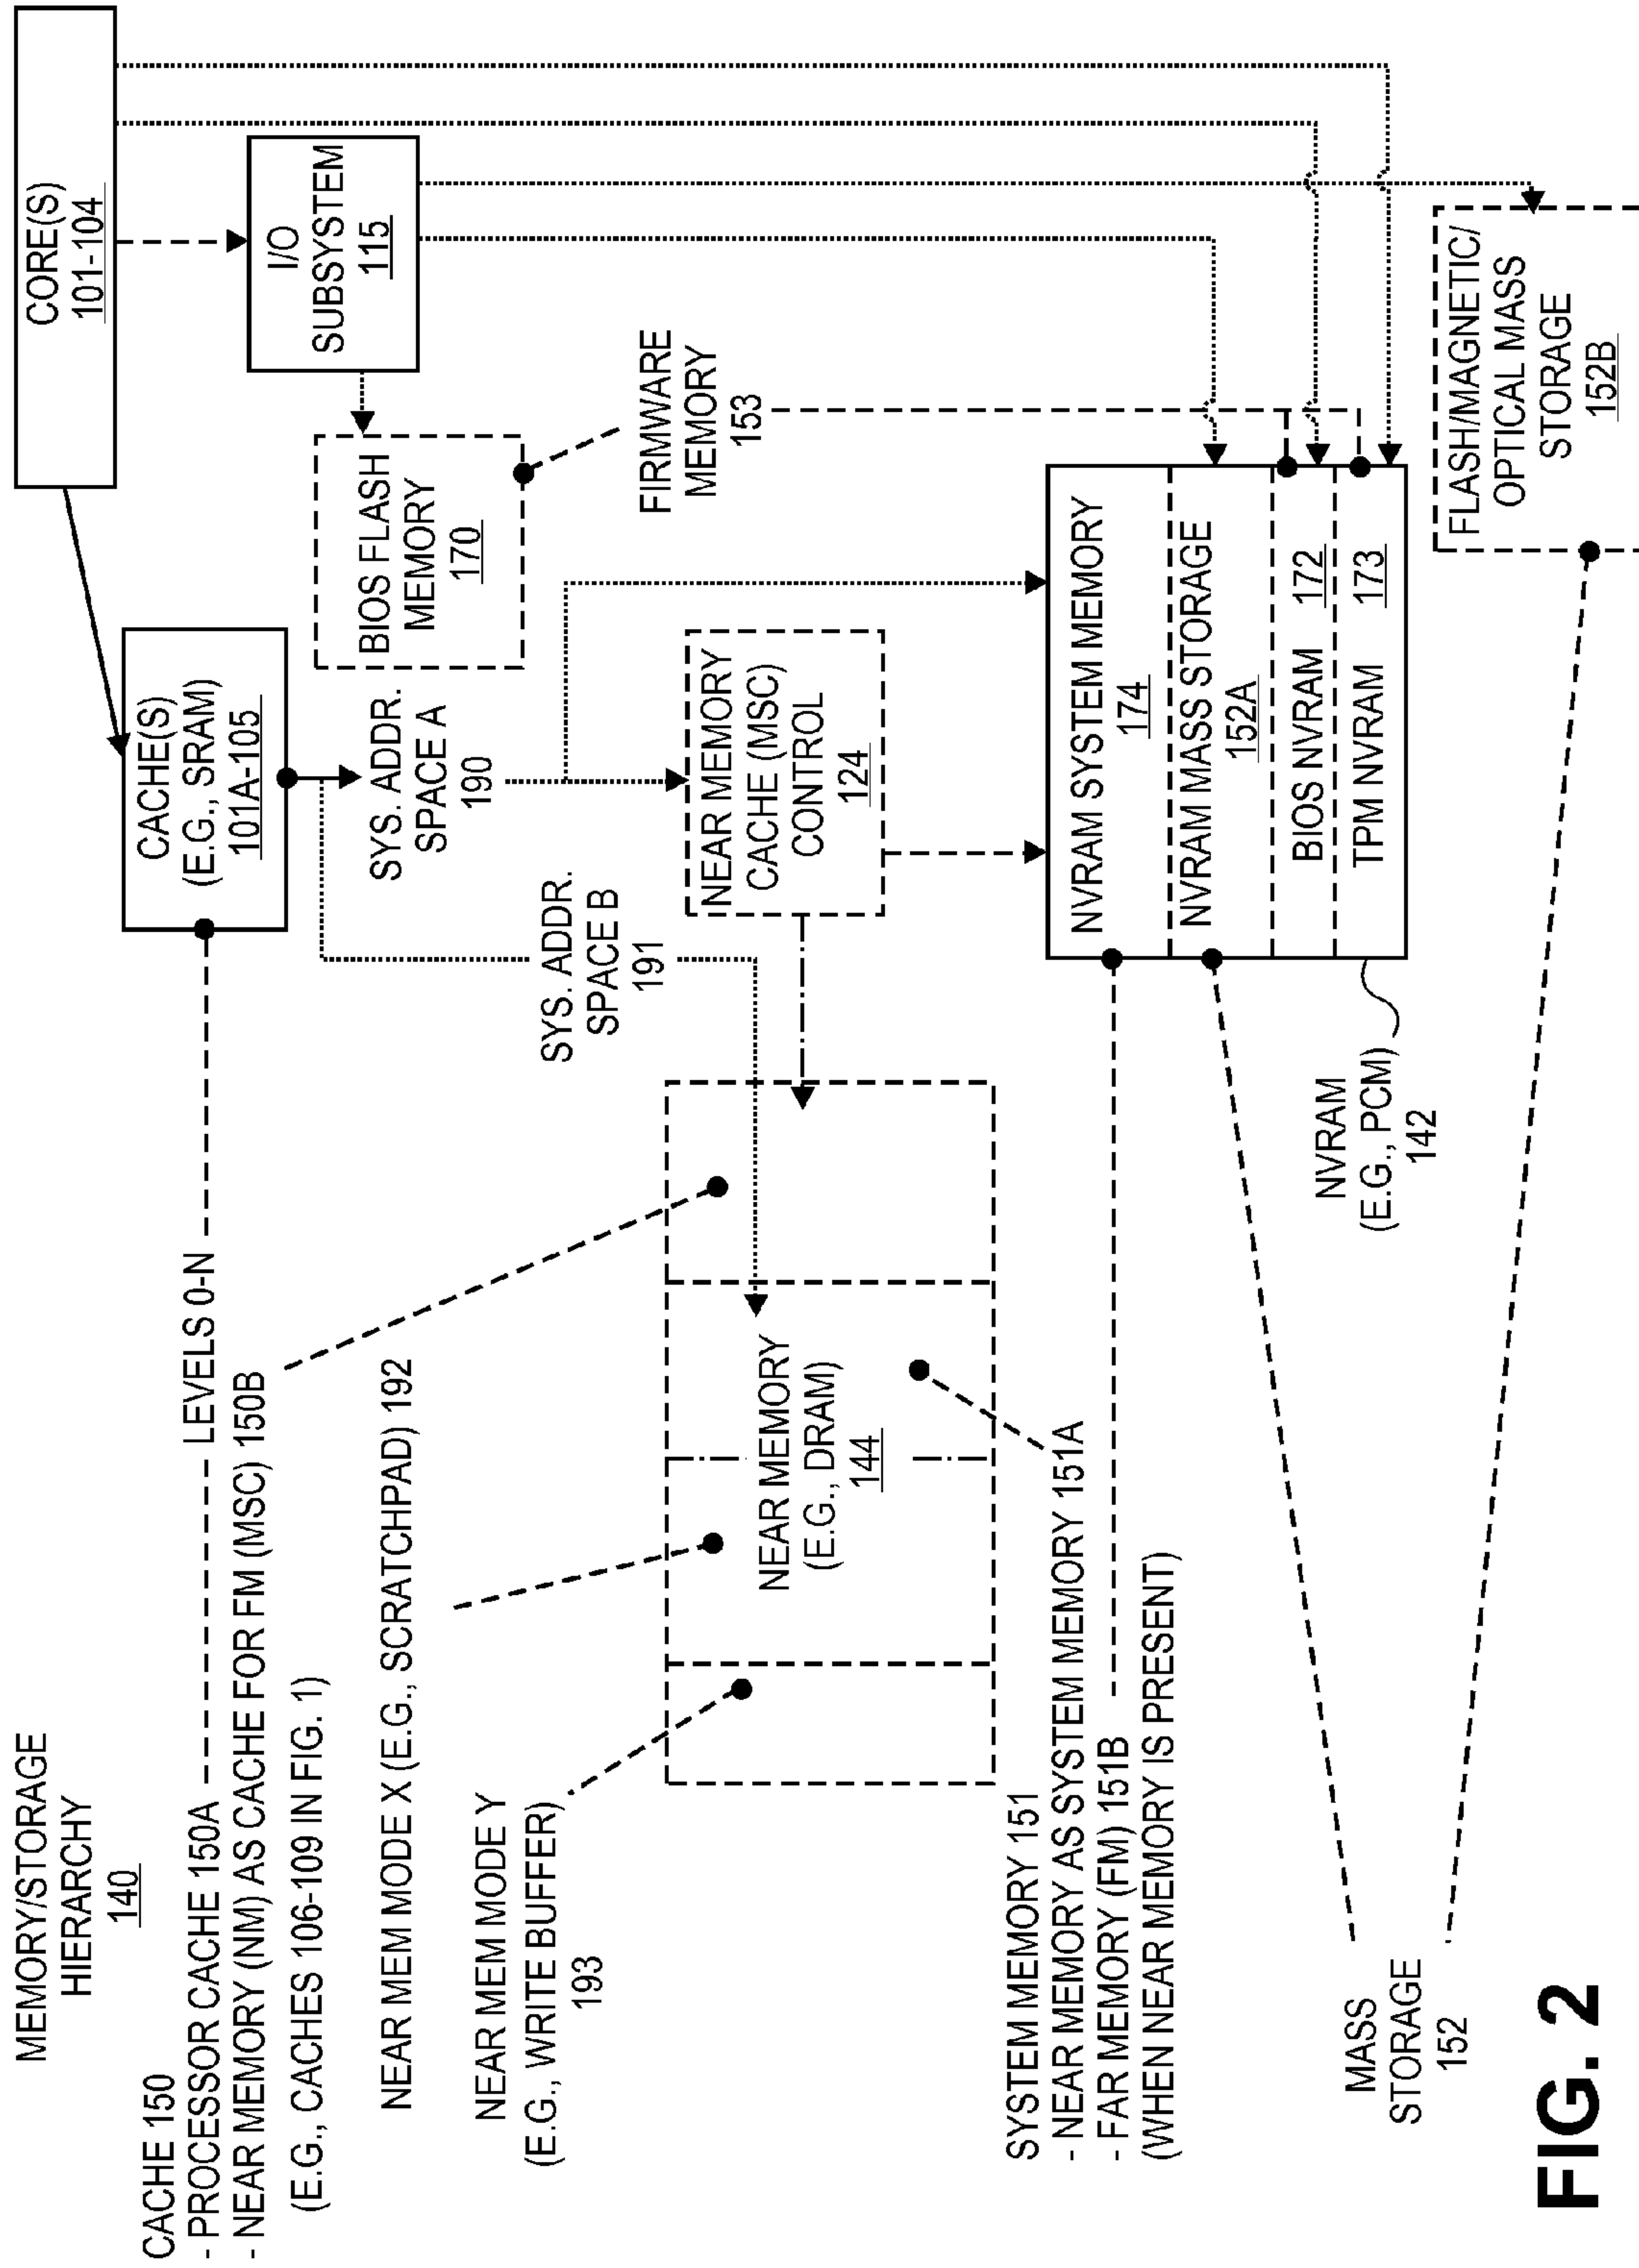 MEMORY/STORAGE
HIERARCHY
140
CORE(S)
101-104
CACHE 150
- PROCESSOR CACHE 150A
LEVELS 0-N
- NEAR MEMORY (NM) AS CACHE FOR FM (MSC) 150B
(E.G., CACHES 106-109 IN FIG. 1)
CACHE(S)
(E.G., SRAM)
101A-105
I/O
SUBSYSTEM
115
BIOS FLASH
MEMORY
170
SYS. ADDR.
SPACE A
190
NEAR MEM MODE X (E.G., SCRATCHPAD) 192
NEAR MEM MODE Y
(E.G., WRITE BUFFER)
193
SYS. ADDR.
SPACE B
191
FIRMWARE
MEMORY
153
NEAR MEMORY
CACHE (MSC)
CONTROL
124
NEAR MEMORY
(E.G., DRAM)
144
SYSTEM MEMORY 151
- NEAR MEMORY AS SYSTEM MEMORY 151A
- FAR MEMORY (FM) 151B
(WHEN NEAR MEMORY IS PRESENT)
NVRAM SYSTEM MEMORY
174
NVRAM MASS STORAGE
152A
BIOS NVRAM 172
TPM NVRAM 173
NVRAM
(E.G., PCM)
142
MASS
STORAGE
152
FLASH/MAGNETIC/
OPTICAL MASS
STORAGE
152B
FIG. 2